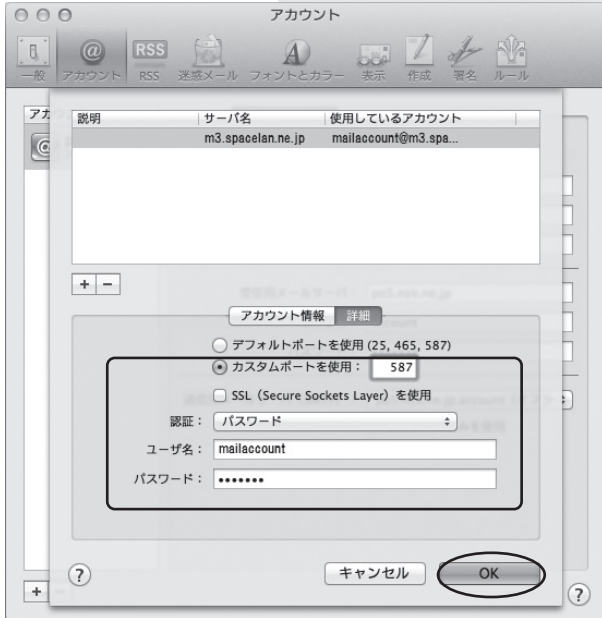 アカウント
一般 アカウント RSS 迷惑メール フォントとカラー 表示 作成 署名 ルール
説明 サーバ名 使用しているアカウント
m3.spacelan.ne.jp mailaccount@m3.spa...
アカウント情報 詳細
デフォルトポートを使用 (25, 465, 587)
カスタムポートを使用： 587
SSL（Secure Sockets Layer）を使用
認証： パスワード
ユーザ名： mailaccount
パスワード： •••••••
キャンセル OK